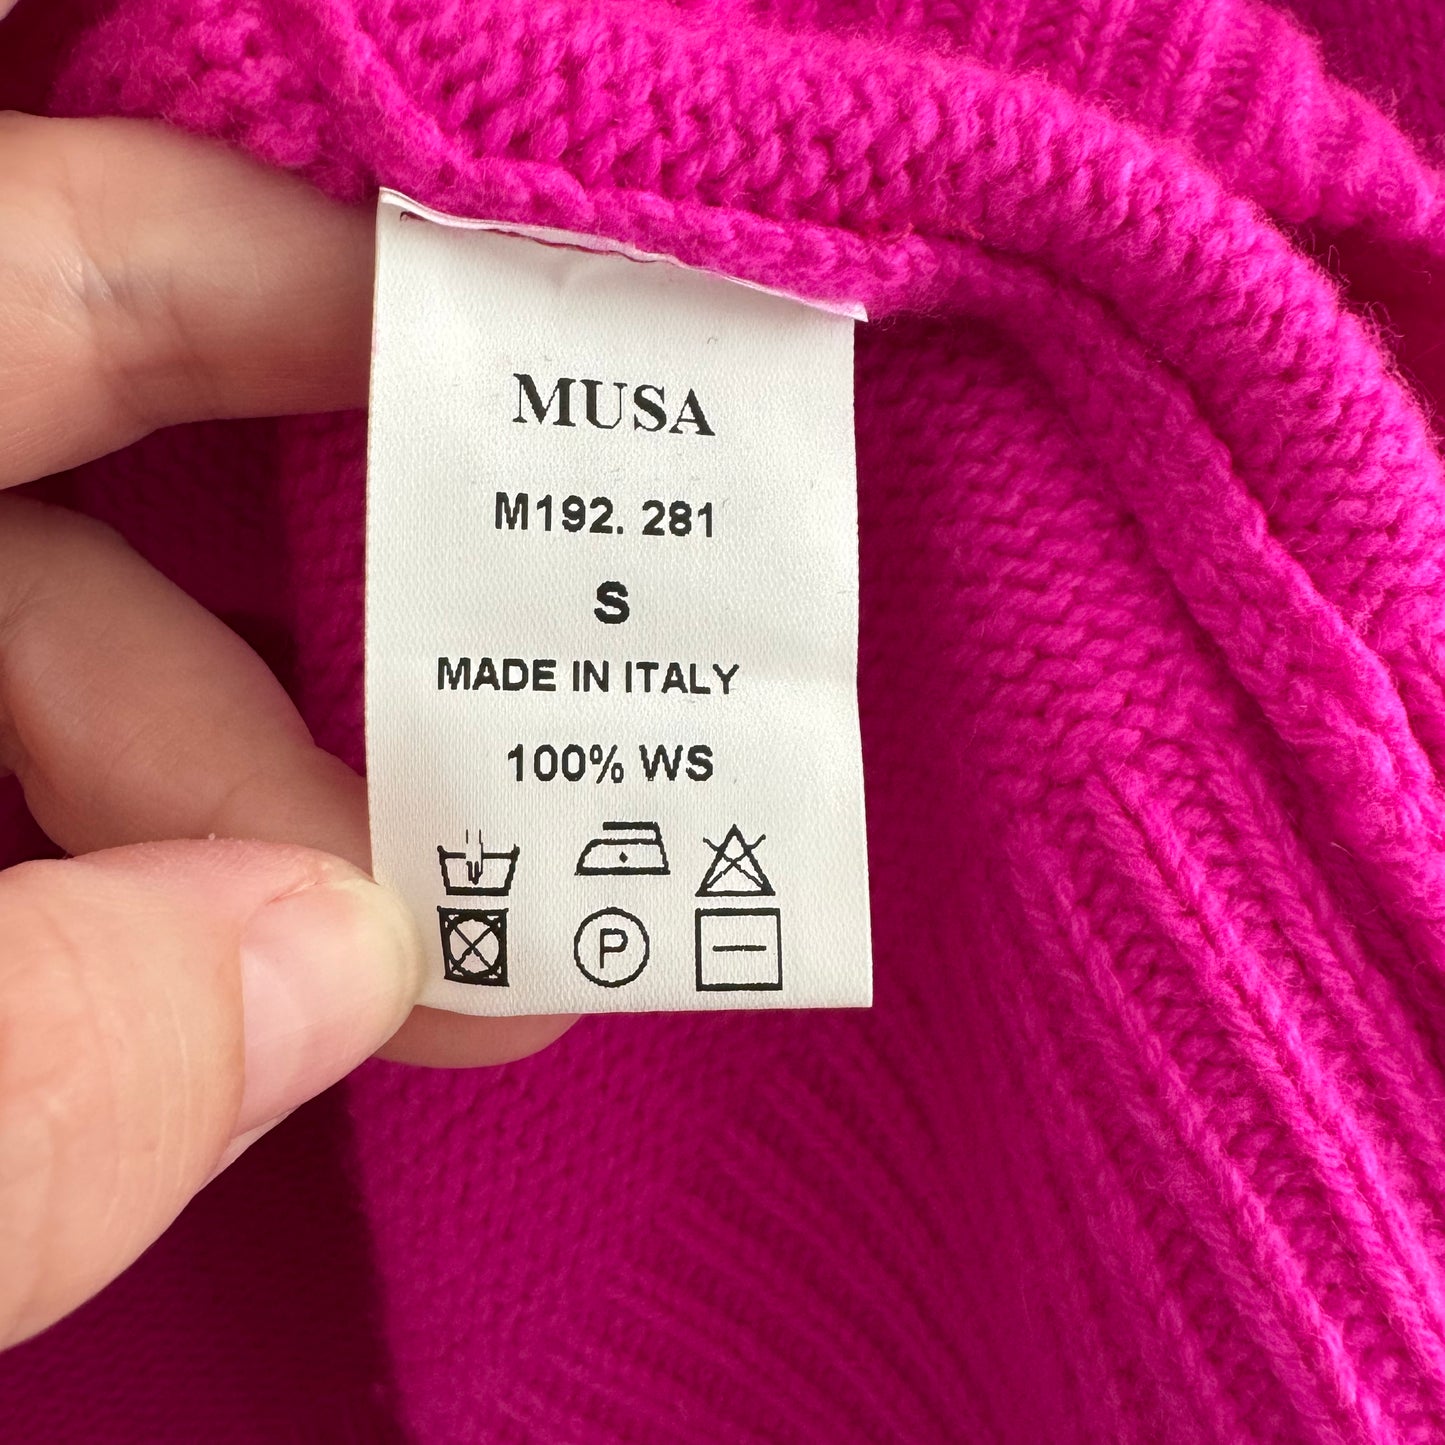 MUSA
M192. 281
S
MADE IN ITALY
100% WS
P